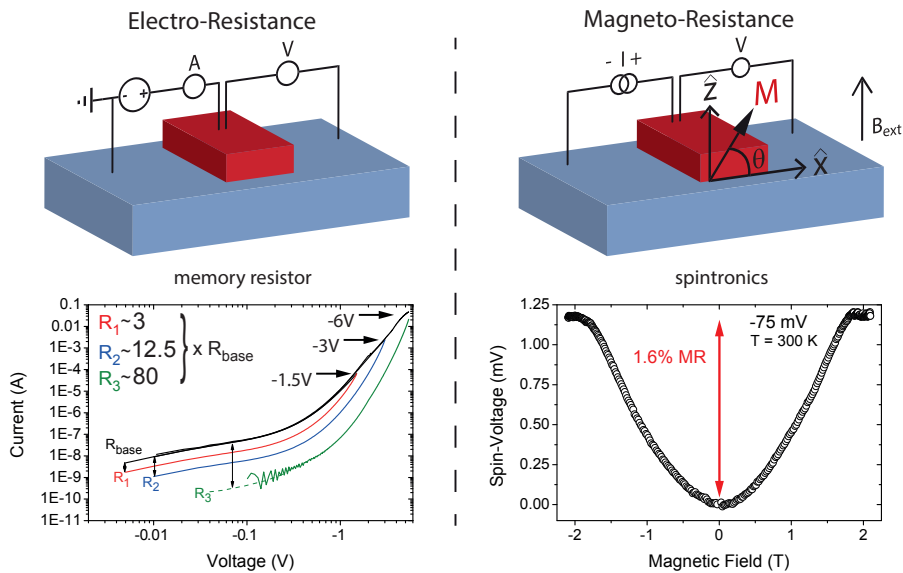 Electro-Resistance
A
V
- +
memory resistor
0.1
0.01
1E-3
1E-4
1E-5
1E-6
1E-7
1E-8
1E-9
1E-10
1E-11
Current (A)
R1~3
R2~12.5
R3~80
} x Rbase
-6V
-3V
-1.5V
Rbase
R1
R2
R3
-0.01 -0.1 -1
Voltage (V)
Magneto-Resistance
- I +
V
ẑ
M
θ
x̂
Bext
spintronics
1.25
1.00
0.75
0.50
0.25
0.00
Spin-Voltage (mV)
1.6% MR
-75 mV
T = 300 K
-2 -1 0 1 2
Magnetic Field (T)